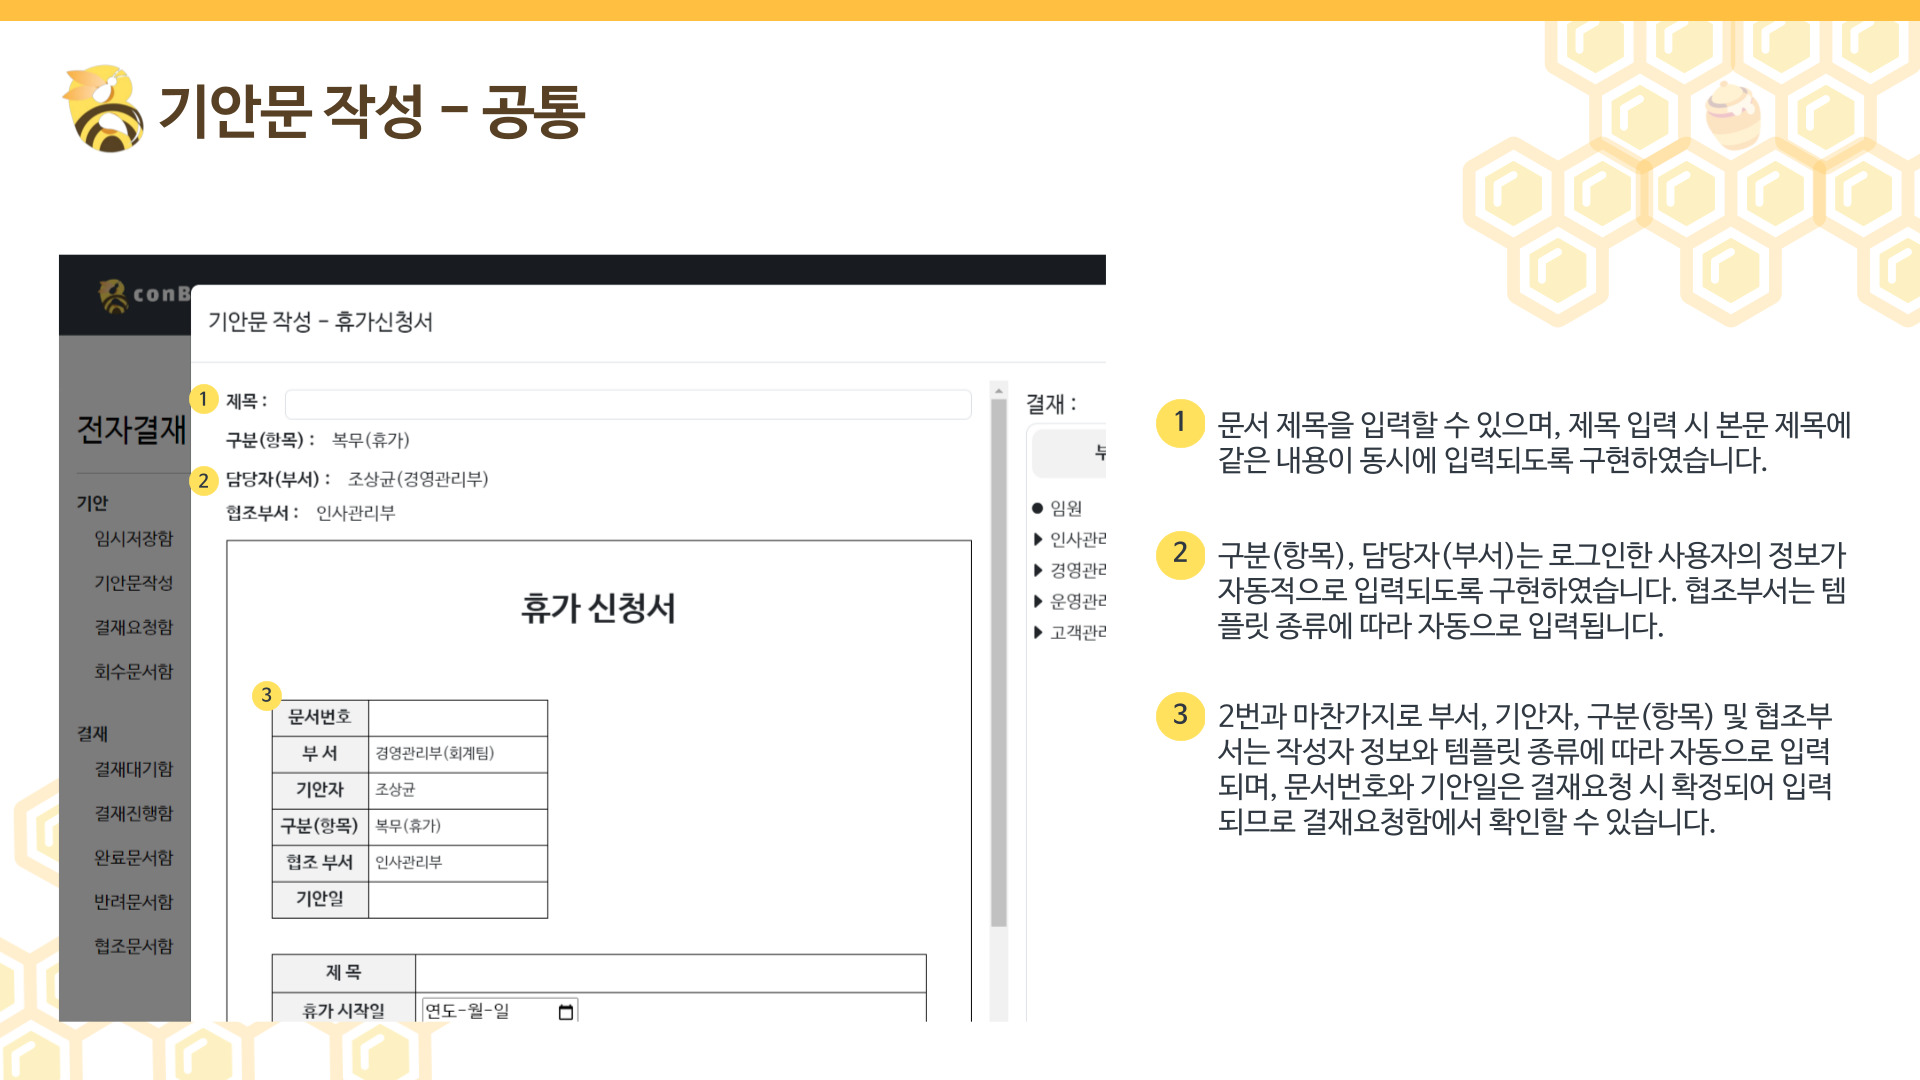 기안문 작성 - 공통
conB
기안문 작성 - 휴가신청서
전자결재
기안
임시저장함
기안문작성
결재요청함
회수문서함
결재
결재대기함
결재진행함
완료문서함
반려문서함
협조문서함
1 제목 :
구분(항목) : 복무(휴가)
2 담당자(부서) : 조상균(경영관리부)
협조부서 : 인사관리부
휴가 신청서
3
문서번호
부 서 경영관리부(회계팀)
기안자 조상균
구분(항목) 복무(휴가)
협조 부서 인사관리부
기안일
제 목
휴가 시작일 연도-월-일
결재 :
부
임원
인사관리
경영관리
운영관리
고객관리
1 문서 제목을 입력할 수 있으며, 제목 입력 시 본문 제목에
같은 내용이 동시에 입력되도록 구현하였습니다.
2 구분(항목), 담당자(부서)는 로그인한 사용자의 정보가
자동적으로 입력되도록 구현하였습니다. 협조부서는 템
플릿 종류에 따라 자동으로 입력됩니다.
3 2번과 마찬가지로 부서, 기안자, 구분(항목) 및 협조부
서는 작성자 정보와 템플릿 종류에 따라 자동으로 입력
되며, 문서번호와 기안일은 결재요청 시 확정되어 입력
되므로 결재요청함에서 확인할 수 있습니다.